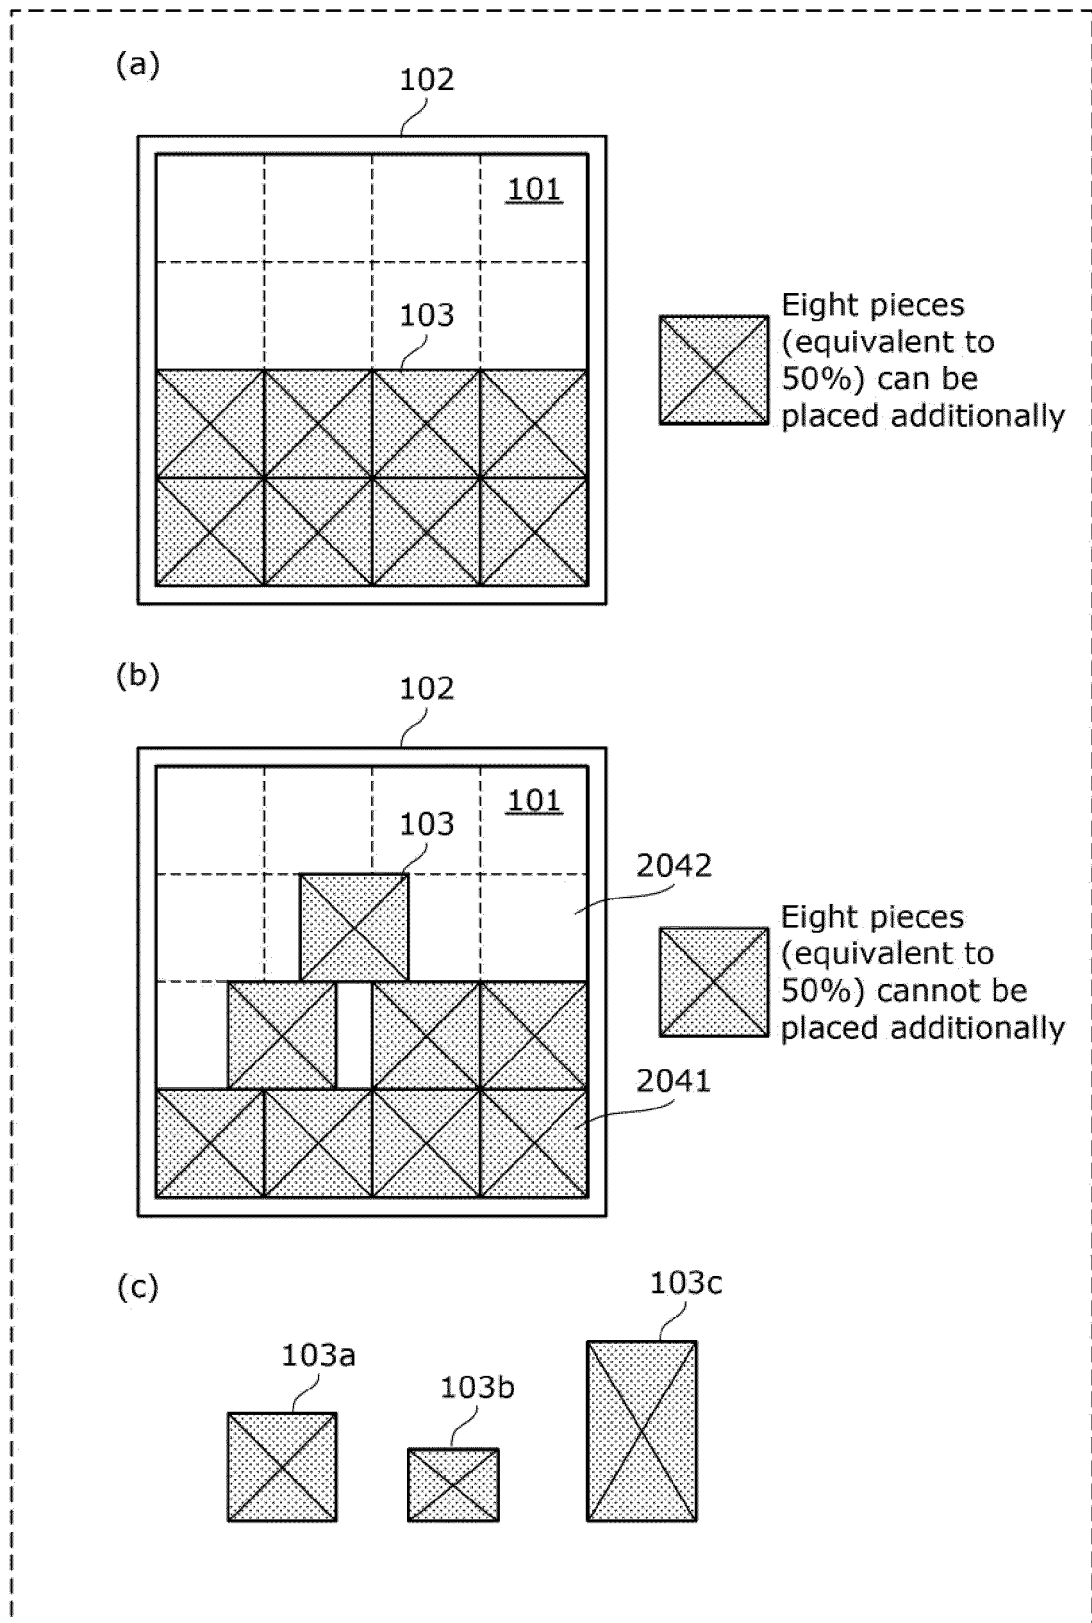 (a)
102
101
103
Eight pieces
(equivalent to
50%) can be
placed additionally
(b)
102
101
103
2042
Eight pieces
(equivalent to
50%) cannot be
placed additionally
2041
(c)
103c
103a
103b